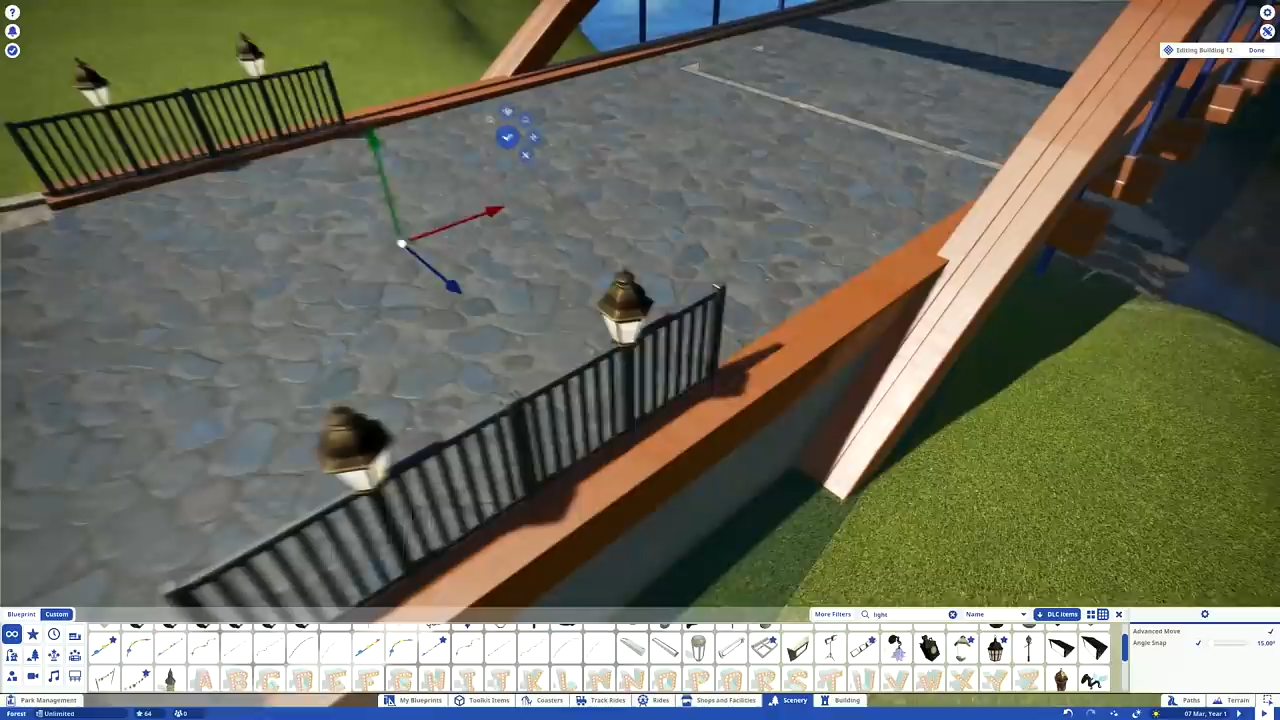 ?
Editing Building 12 Done
Blueprint Custom
More Filters light Name DLC Items
Advanced Move
Angle Snap 15.00°
A B C D E F G H I J K L M N O P Q R S T U V W X Y Z
Park Management My Blueprints Toolkit Items Coasters Track Rides Rides Shops and Facilities Scenery Building Paths Terrain
Forest Unlimited 64 0 07 Mar, Year 1